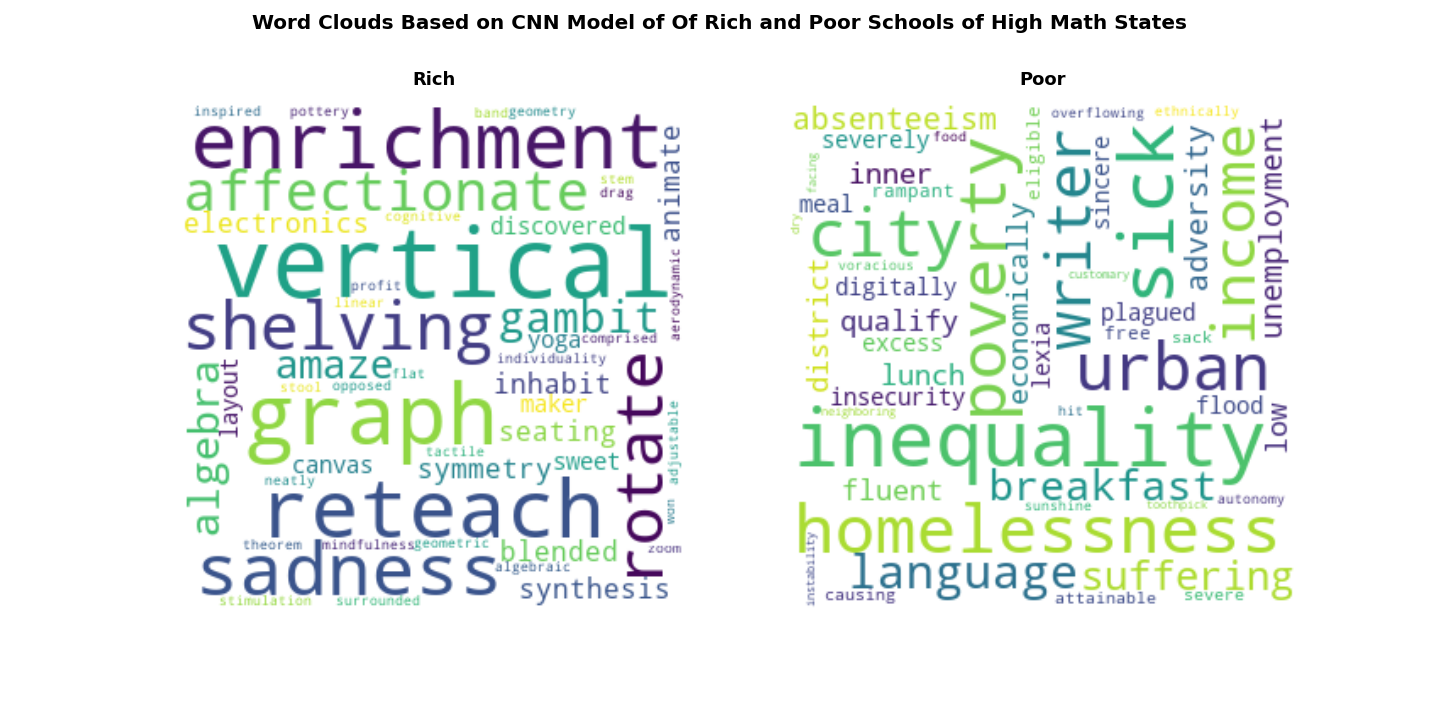 Word Clouds Based on CNN Model of Of Rich and Poor Schools of High Math States
Rich
inspired pottery band geometry
enrichment
animate
affectionate
stem
drag
electronics cognitive discovered
vertical
aerodynamic
profit
linear
shelving gambit
yoga comprised
amaze flat individuality
stool opposed inhabit
algebra layout
graph maker
rotate
seating
adjustable
tactile
canvas symmetry sweet
neatly
reteach
won
theorem mindfulness geometric blended zoom
sadness algebraic
synthesis
stimulation surrounded
Poor
absenteeism overflowing ethnically
eligible
severely food
facing
inner
rampant
meal
dry
city
poverty
writer
sincere
sick
adversity
income
unemployment
voracious
customary
district
digitally
economically
plagued
qualify
free sack
excess
lexia
urban
lunch
insecurity
neighboring hit flood
low
inequality
fluent breakfast autonomy
sunshine toothpick
homelessness
instability
language suffering
causing attainable severe